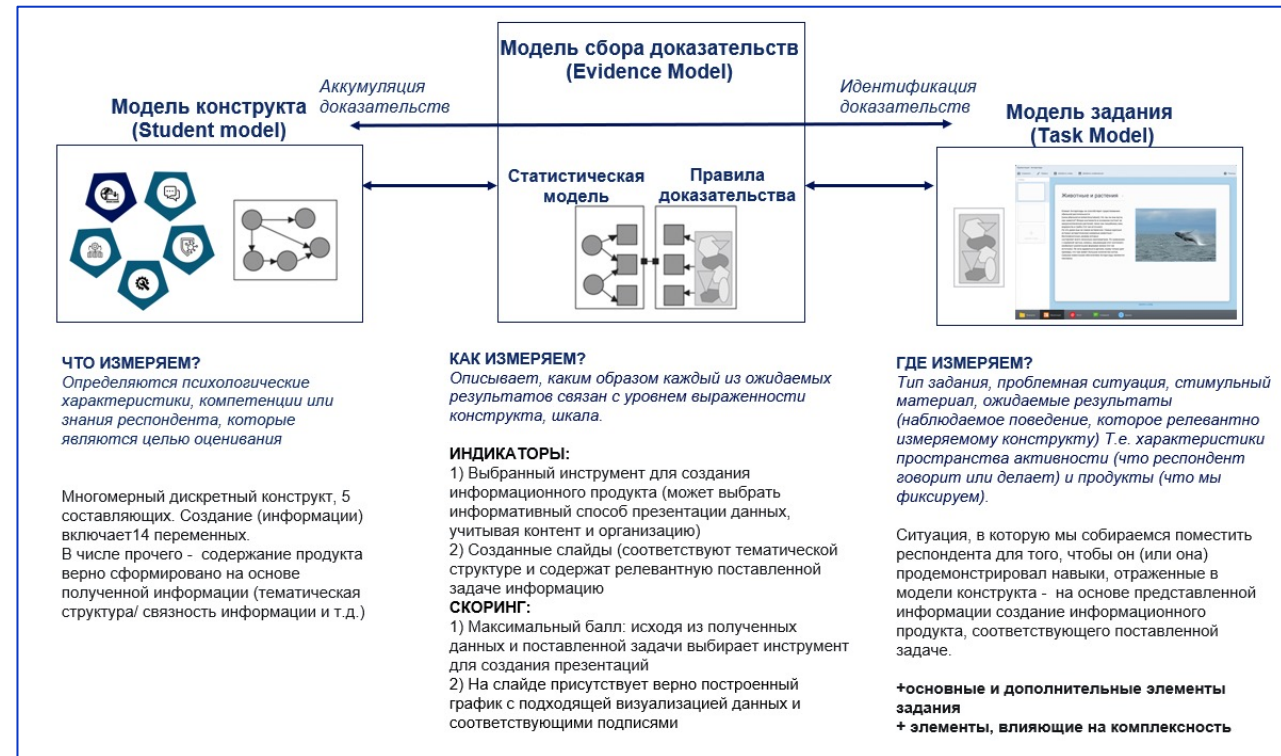 Модель сбора доказательств
(Evidence Model)
Аккумуляция
доказательств
Идентификация
доказательств
Модель конструкта
(Student model)
Модель задания
(Task Model)
Статистическая
модель
Правила
доказательства
Животные и растения
ЧТО ИЗМЕРЯЕМ?
Определяются психологические
характеристики, компетенции или
знания респондента, которые
являются целью оценивания
Многомерный дискретный конструкт, 5
составляющих. Создание (информации)
включает14 переменных.
В числе прочего - содержание продукта
верно сформировано на основе
полученной информации (тематическая
структура/ связность информации и т.д.)
КАК ИЗМЕРЯЕМ?
Описывает, каким образом каждый из ожидаемых
результатов связан с уровнем выраженности
конструкта, шкала.
ИНДИКАТОРЫ:
1) Выбранный инструмент для создания
информационного продукта (может выбрать
информативный способ презентации данных,
учитывая контент и организацию)
2) Созданные слайды (соответствуют тематической
структуре и содержат релевантную поставленной
задаче информацию
СКОРИНГ:
1) Максимальный балл: исходя из полученных
данных и поставленной задачи выбирает инструмент
для создания презентаций
2) На слайде присутствует верно построенный
график с подходящей визуализацией данных и
соответствующими подписями
ГДЕ ИЗМЕРЯЕМ?
Тип задания, проблемная ситуация, стимульный
материал, ожидаемые результаты
(наблюдаемое поведение, которое релевантно
измеряемому конструкту) Т.е. характеристики
пространства активности (что респондент
говорит или делает) и продукты (что мы
фиксируем).
Ситуация, в которую мы собираемся поместить
респондента для того, чтобы он (или она)
продемонстрировал навыки, отраженные в
модели конструкта - на основе представленной
информации создание информационного
продукта, соответствующего поставленной
задаче.
+основные и дополнительные элементы
задания
+ элементы, влияющие на комплексность